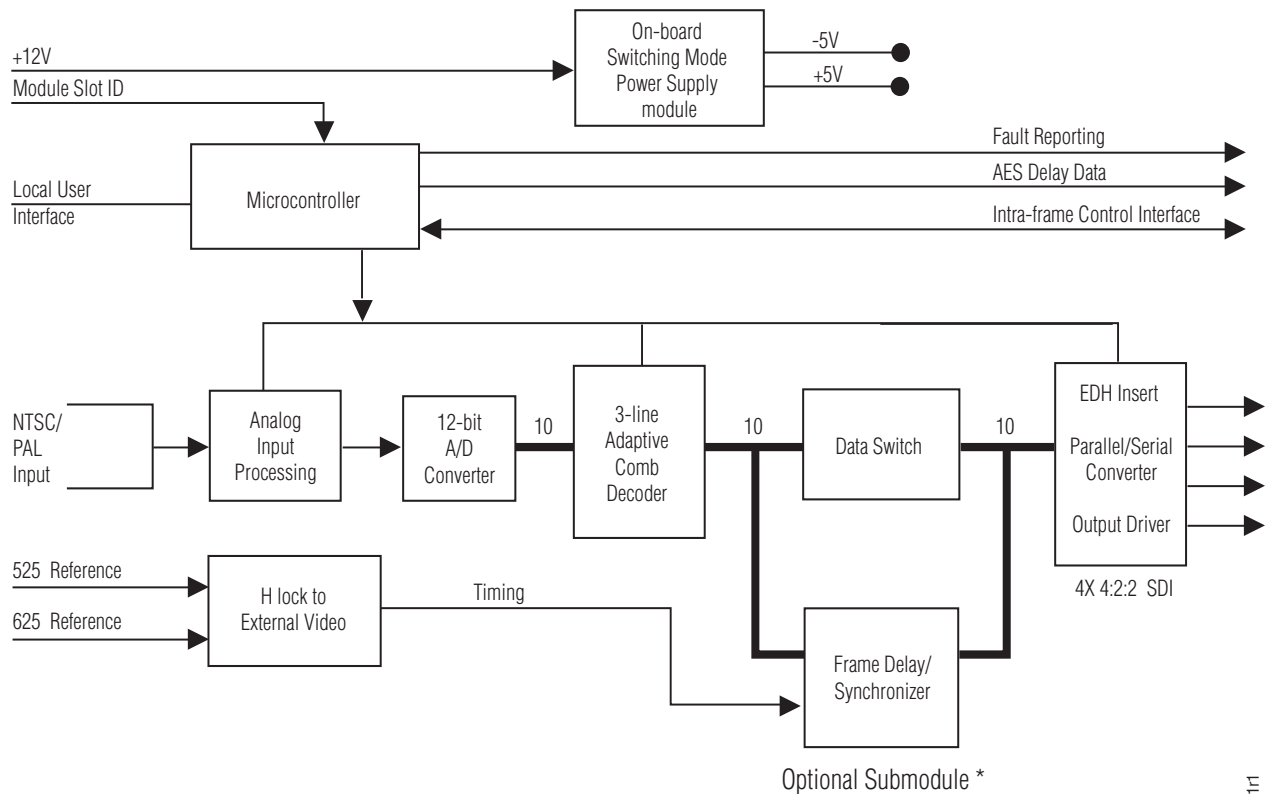 On-board
Switching Mode
Power Supply
module
-5V
+5V
+12V
Module Slot ID
Microcontroller
Local User
Interface
Fault Reporting
AES Delay Data
Intra-frame Control Interface
NTSC/
PAL
Input
Analog
Input
Processing
12-bit
A/D
Converter
10
3-line
Adaptive
Comb
Decoder
10
Data Switch
10
EDH Insert
Parallel/Serial
Converter
Output Driver
4X 4:2:2 SDI
525 Reference
625 Reference
H lock to
External Video
Timing
Frame Delay/
Synchronizer
Optional Submodule *